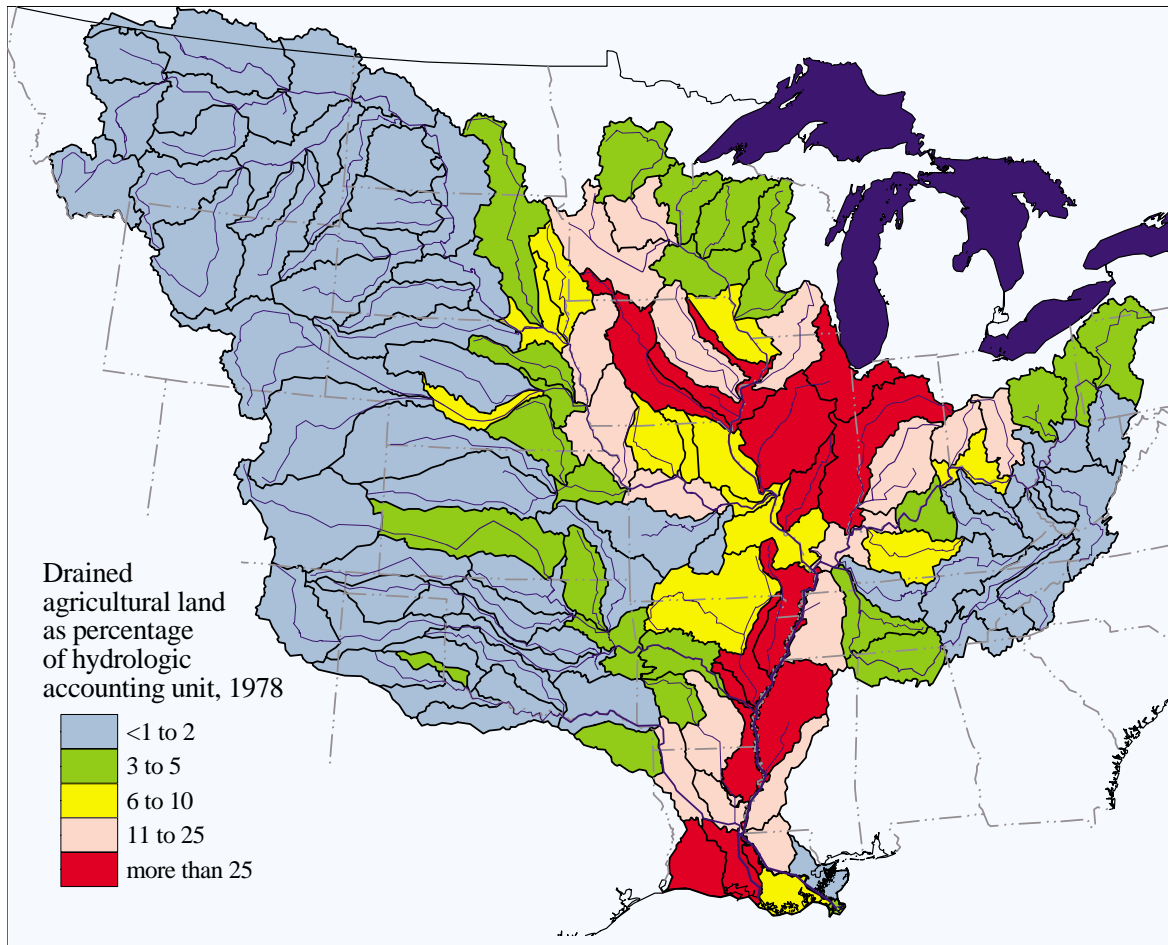 Drained
agricultural land
as percentage
of hydrologic
accounting unit, 1978
<1 to 2
3 to 5
6 to 10
11 to 25
more than 25